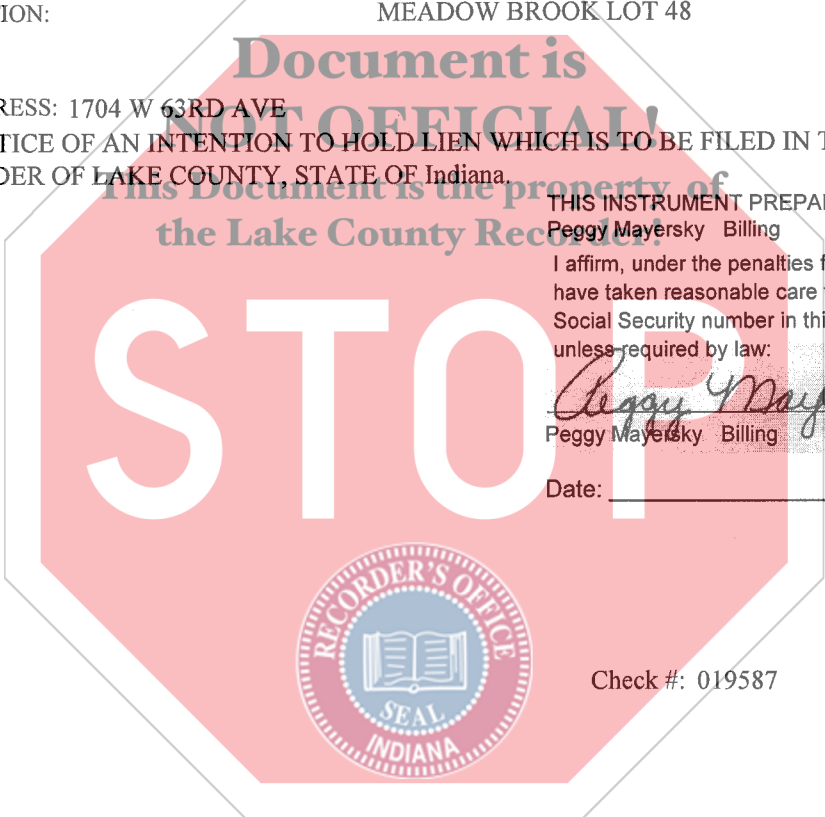 ION:
MEADOW BROOK LOT 48
Document is
RESS: 1704 W 63RD AVE
NOT OFFICIAL!
TICE OF AN INTENTION TO HOLD LIEN WHICH IS TO BE FILED IN T
DER OF LAKE COUNTY, STATE OF Indiana.
This Document is the property of
the Lake County Recorder!
THIS INSTRUMENT PREPA
Peggy Mayersky Billing
I affirm, under the penalties f
have taken reasonable care
Social Security number in thi
unless required by law:
STOP
Peggy May
Peggy Mayersky Billing
Date:
RECORDER'S OFFICE
SEAL
INDIANA
Check #: 019587